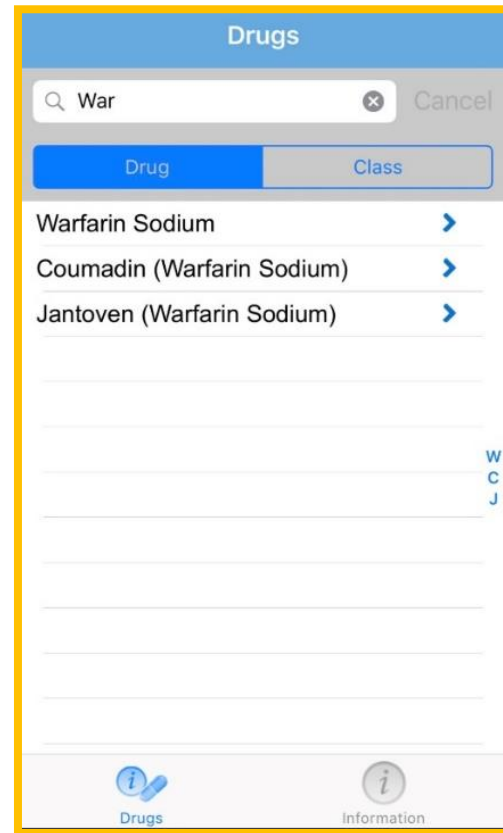 Drugs
War Cancel
Drug Class
Warfarin Sodium
Coumadin (Warfarin Sodium)
Jantoven (Warfarin Sodium)
W
C
J
i i
Drugs Information